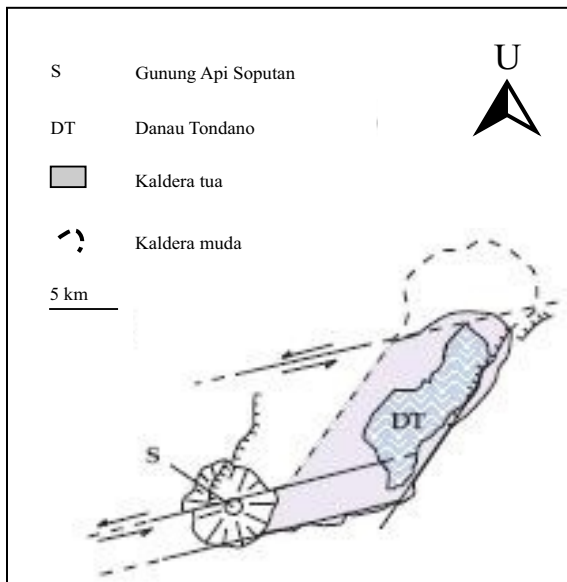 U
S Gunung Api Soputan
DT Danau Tondano
Kaldera tua
Kaldera muda
5 km
DT
S